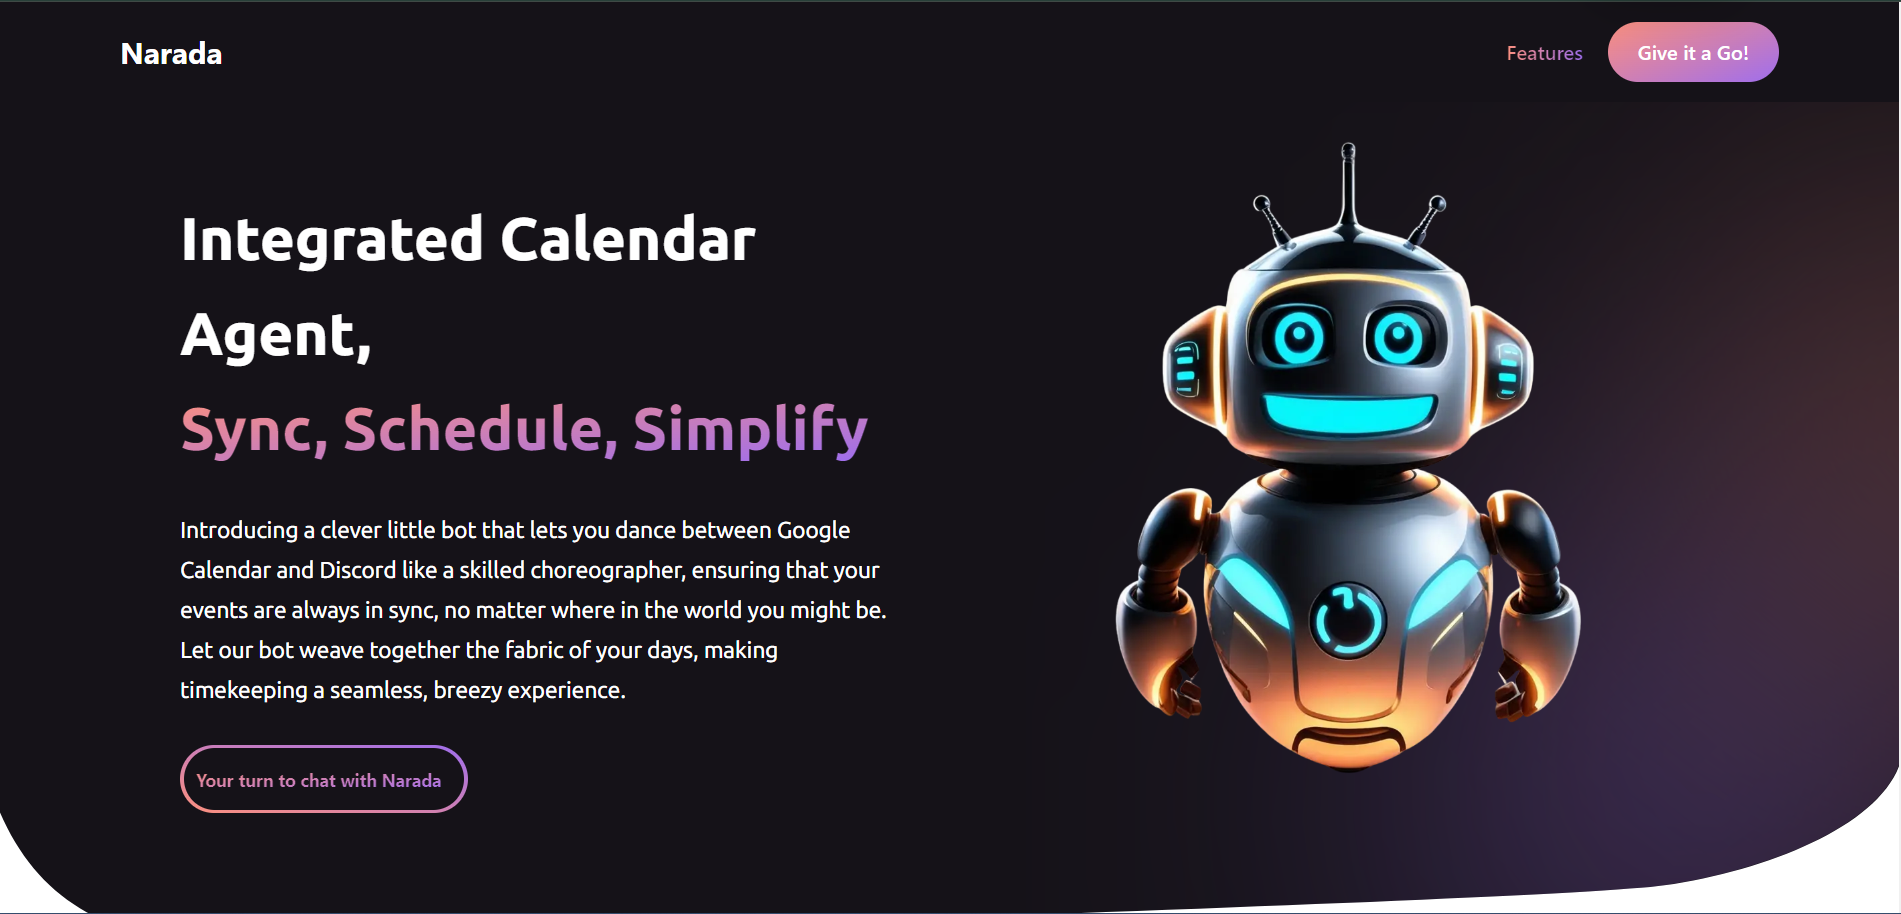 Narada
Features
Give it a Go!
Integrated Calendar
Agent,
Sync, Schedule, Simplify
Introducing a clever little bot that lets you dance between Google
Calendar and Discord like a skilled choreographer, ensuring that your
events are always in sync, no matter where in the world you might be.
Let our bot weave together the fabric of your days, making
timekeeping a seamless, breezy experience.
Your turn to chat with Narada